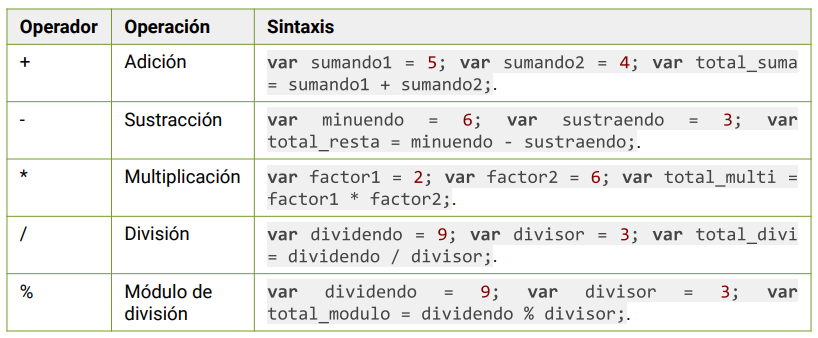 Operador Operación Sintaxis
+ Adición var sumando1 = 5; var sumando2 = 4; var total_suma
= sumando1 + sumando2;.
- Sustracción var minuendo = 6; var sustraendo = 3; var
total_resta = minuendo - sustraendo;.
* Multiplicación var factor1 = 2; var factor2 = 6; var total_multi =
factor1 * factor2;.
/ División var dividendo = 9; var divisor = 3; var total_divi
= dividendo / divisor;.
% Módulo de var dividendo = 9; var divisor = 3; var
división total_modulo = dividendo % divisor;.